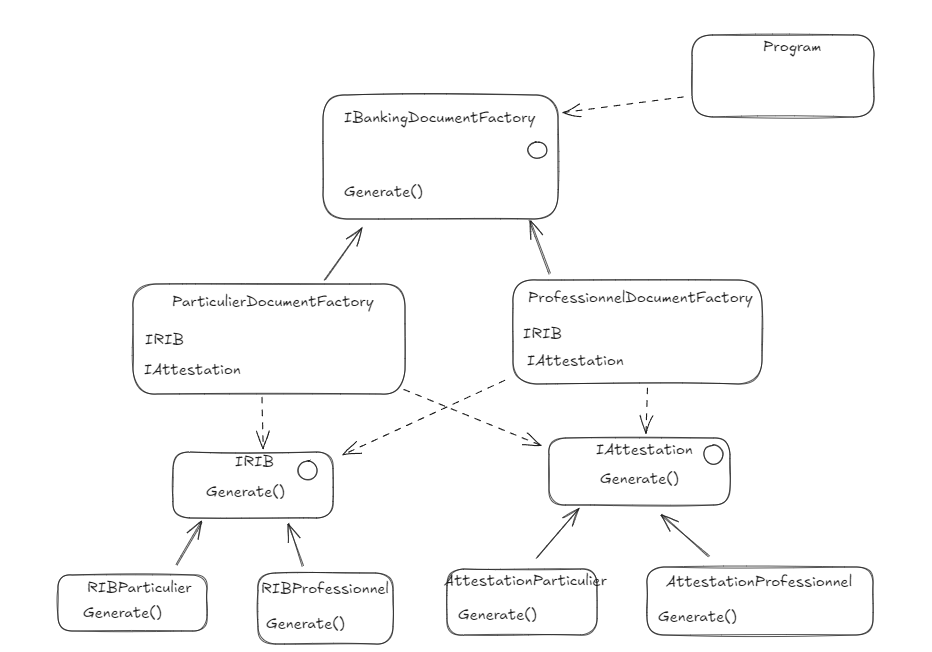 Program
IBankingDocumentFactory
Generate()
ParticulierDocumentFactory
IRIB
IAttestation
ProfessionnelDocumentFactory
IRIB
IAttestation
IRIB
Generate()
IAttestation
Generate()
RIBParticulier
Generate()
RIBProfessionnel
Generate()
AttestationParticulier
Generate()
AttestationProfessionnel
Generate()